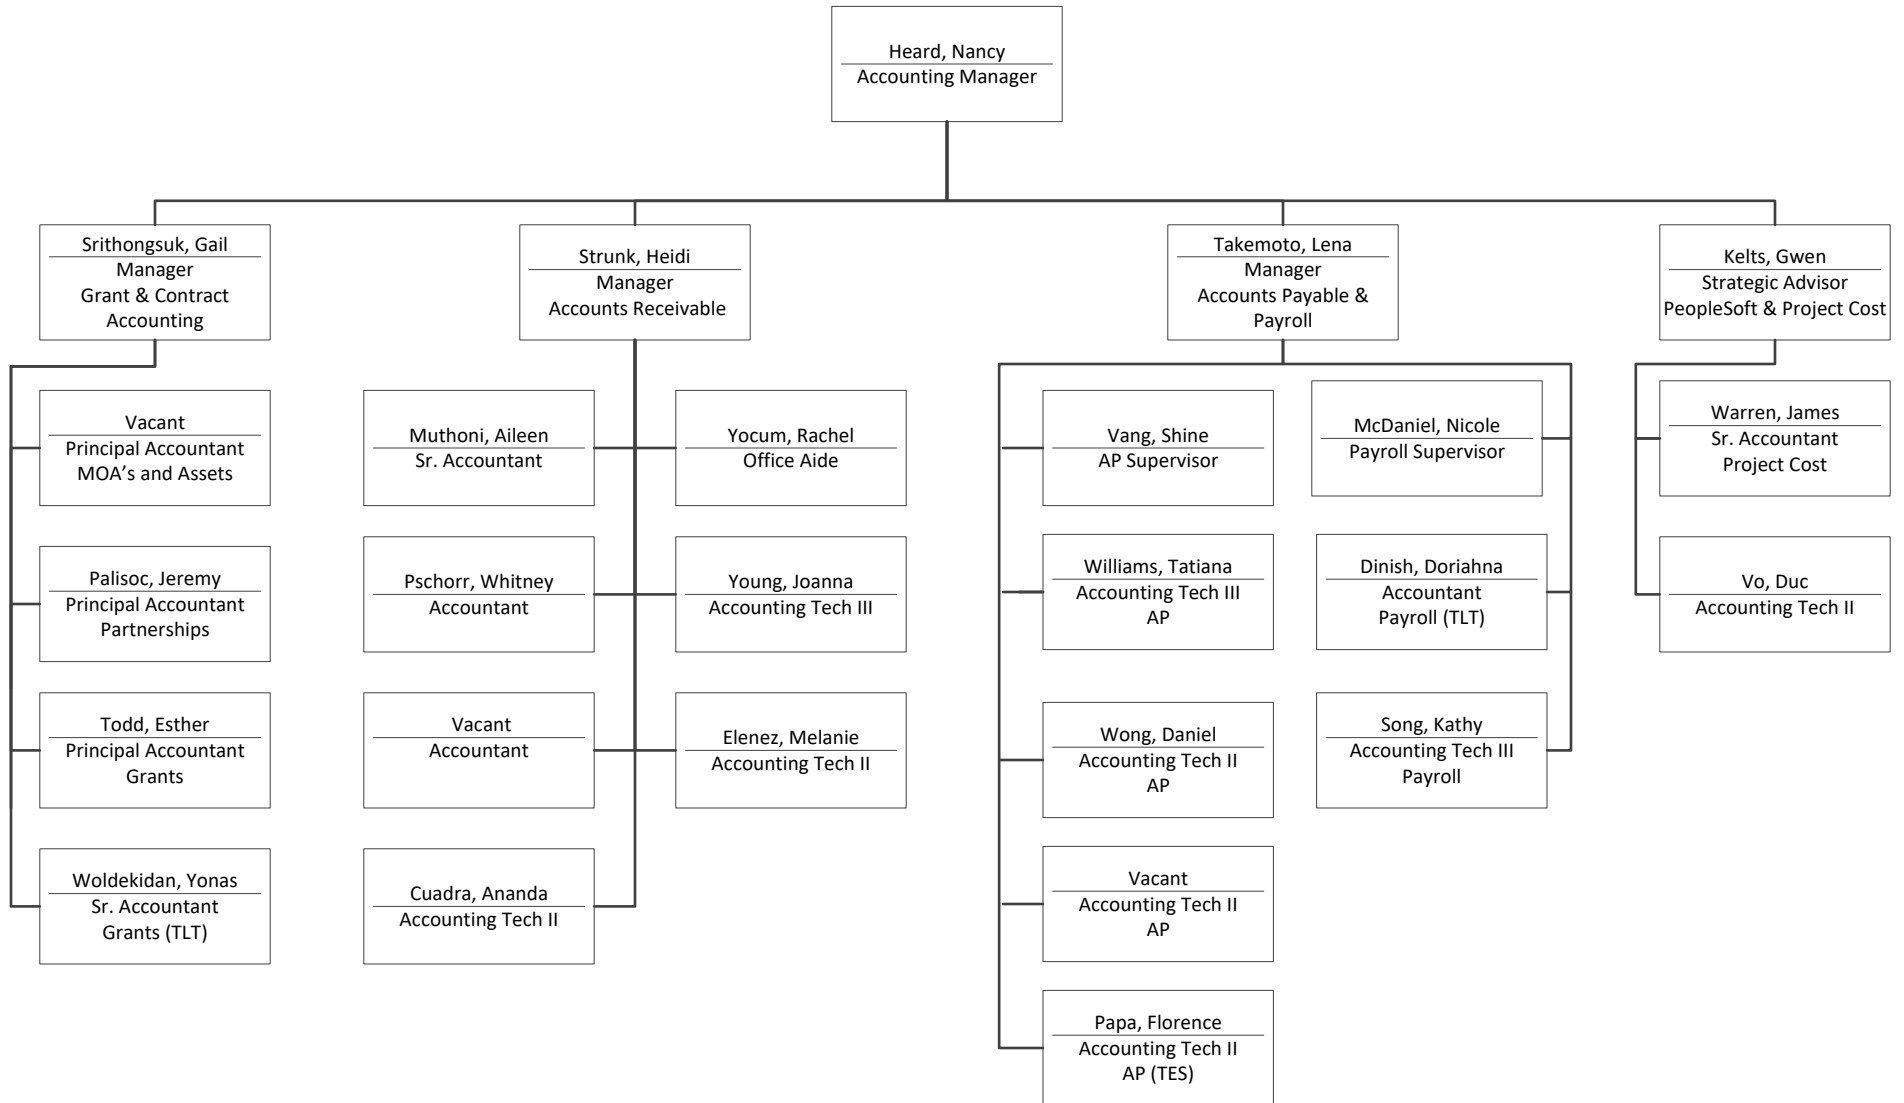 Heard, Nancy
Accounting Manager
Srithongsuk, Gail
Manager
Grant & Contract
Accounting
Strunk, Heidi
Manager
Accounts Receivable
Takemoto, Lena
Manager
Accounts Payable &
Payroll
Kelts, Gwen
Strategic Advisor
PeopleSoft & Project Cost
Vacant
Principal Accountant
MOA’s and Assets
Palisoc, Jeremy
Principal Accountant
Partnerships
Todd, Esther
Principal Accountant
Grants
Woldekidan, Yonas
Sr. Accountant
Grants (TLT)
Muthoni, Aileen
Sr. Accountant
Pschorr, Whitney
Accountant
Vacant
Accountant
Cuadra, Ananda
Accounting Tech II
Yocum, Rachel
Office Aide
Young, Joanna
Accounting Tech III
Elenez, Melanie
Accounting Tech II
Vang, Shine
AP Supervisor
Williams, Tatiana
Accounting Tech III
AP
Wong, Daniel
Accounting Tech II
AP
Vacant
Accounting Tech II
AP
Papa, Florence
Accounting Tech II
AP (TES)
McDaniel, Nicole
Payroll Supervisor
Dinish, Doriahna
Accountant
Payroll (TLT)
Song, Kathy
Accounting Tech III
Payroll
Warren, James
Sr. Accountant
Project Cost
Vo, Duc
Accounting Tech II